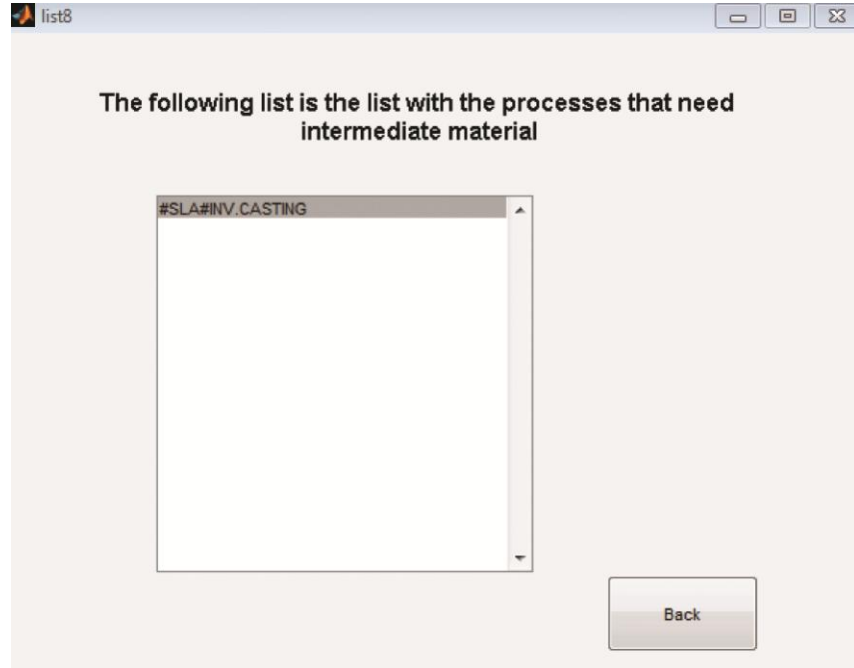 list8
The following list is the list with the processes that need
intermediate material
#SLA#INV.CASTING
Back